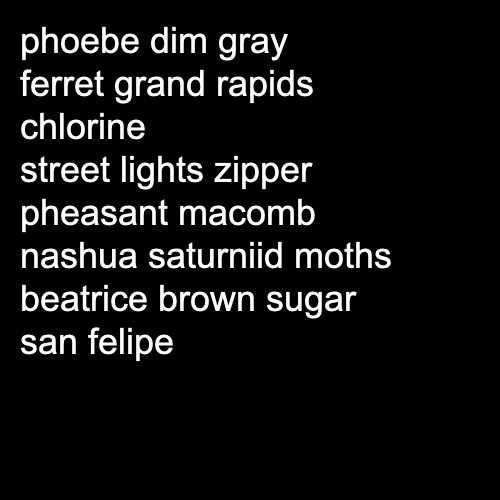 phoebe dim gray
ferret grand rapids
chlorine
street lights zipper
pheasant macomb
nashua saturniid moths
beatrice brown sugar
san felipe